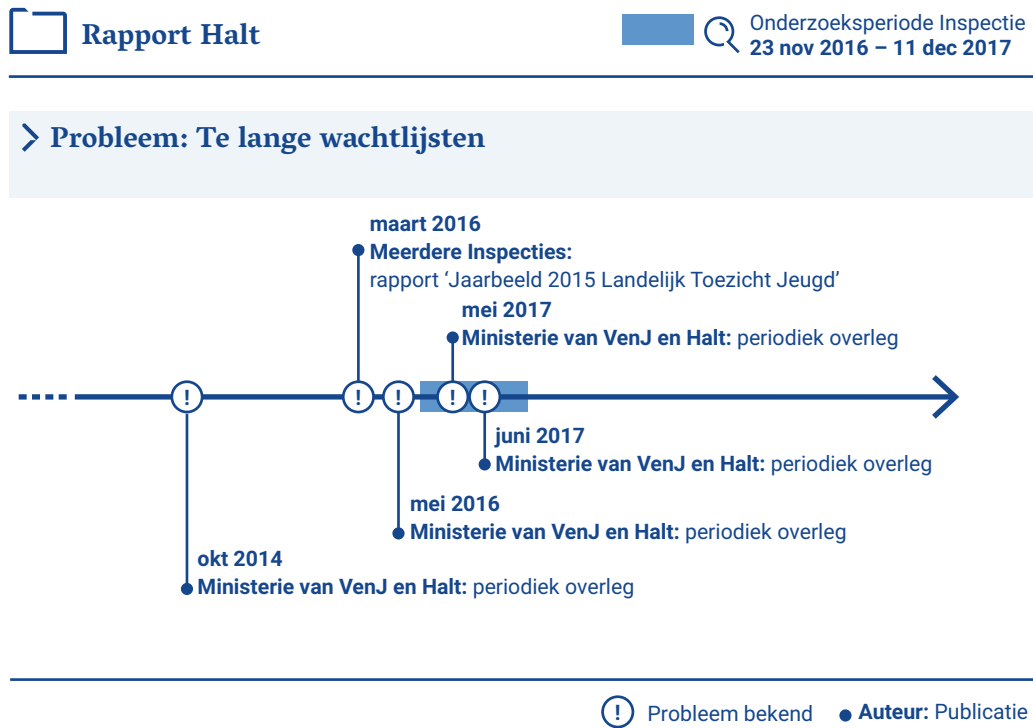 Rapport Halt
Onderzoeksperiode Inspectie
23 nov 2016 – 11 dec 2017
Probleem: Te lange wachtlijsten
maart 2016
Meerdere Inspecties:
rapport ‘Jaarbeeld 2015 Landelijk Toezicht Jeugd’
mei 2017
Ministerie van VenJ en Halt: periodiek overleg
! ! ! ! !
juni 2017
Ministerie van VenJ en Halt: periodiek overleg
mei 2016
Ministerie van VenJ en Halt: periodiek overleg
okt 2014
Ministerie van VenJ en Halt: periodiek overleg
! Probleem bekend
Auteur: Publicatie